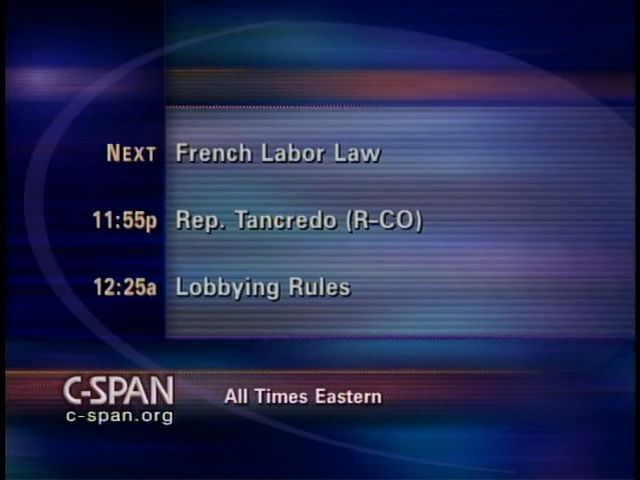 NEXT French Labor Law
11:55p Rep. Tancredo (R-CO)
12:25a Lobbying Rules
C-SPAN
c-span.org
All Times Eastern